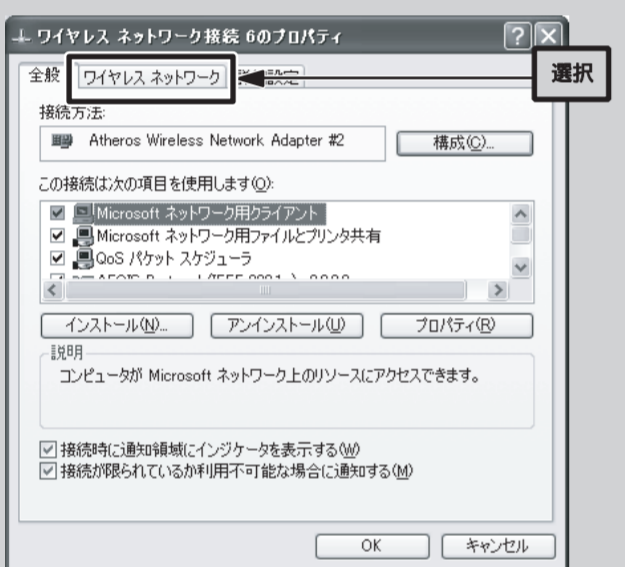 ワイヤレス ネットワーク接続 6のプロパティ
全般 ワイヤレス ネットワーク 設定
選択
接続方法:
Atheros Wireless Network Adapter #2 構成(C)...
この接続は次の項目を使用します(O):
Microsoft ネットワーク用クライアント
Microsoft ネットワーク用ファイルとプリンタ共有
QoS パケット スケジューラ
インストール(N)... アンインストール(U) プロパティ(R)
説明
コンピュータが Microsoft ネットワーク上のリソースにアクセスできます。
接続時に通知領域にインジケータを表示する(W)
接続が限られているか利用不可能な場合に通知する(M)
OK キャンセル